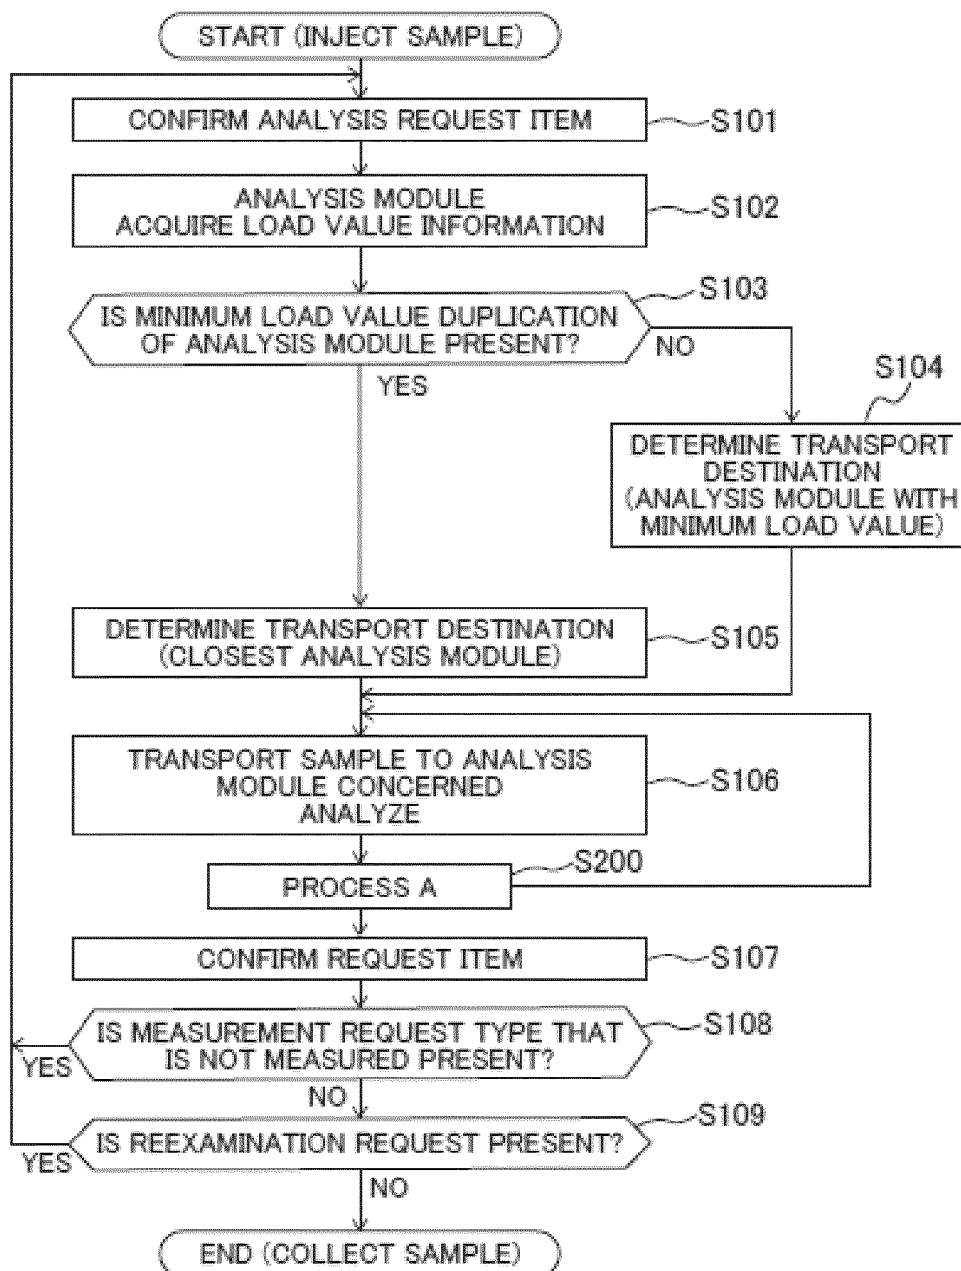 START (INJECT SAMPLE)
CONFIRM ANALYSIS REQUEST ITEM
S101
ANALYSIS MODULE
ACQUIRE LOAD VALUE INFORMATION
S102
S103
IS MINIMUM LOAD VALUE DUPLICATION
OF ANALYSIS MODULE PRESENT?
NO
YES
S104
DETERMINE TRANSPORT
DESTINATION
(ANALYSIS MODULE WITH
MINIMUM LOAD VALUE)
DETERMINE TRANSPORT DESTINATION
(CLOSEST ANALYSIS MODULE)
S105
TRANSPORT SAMPLE TO ANALYSIS
MODULE CONCERNED
ANALYZE
S106
S200
PROCESS A
CONFIRM REQUEST ITEM
S107
IS MEASUREMENT REQUEST TYPE THAT
IS NOT MEASURED PRESENT?
S108
YES
NO
S109
IS REEXAMINATION REQUEST PRESENT?
YES
NO
END (COLLECT SAMPLE)